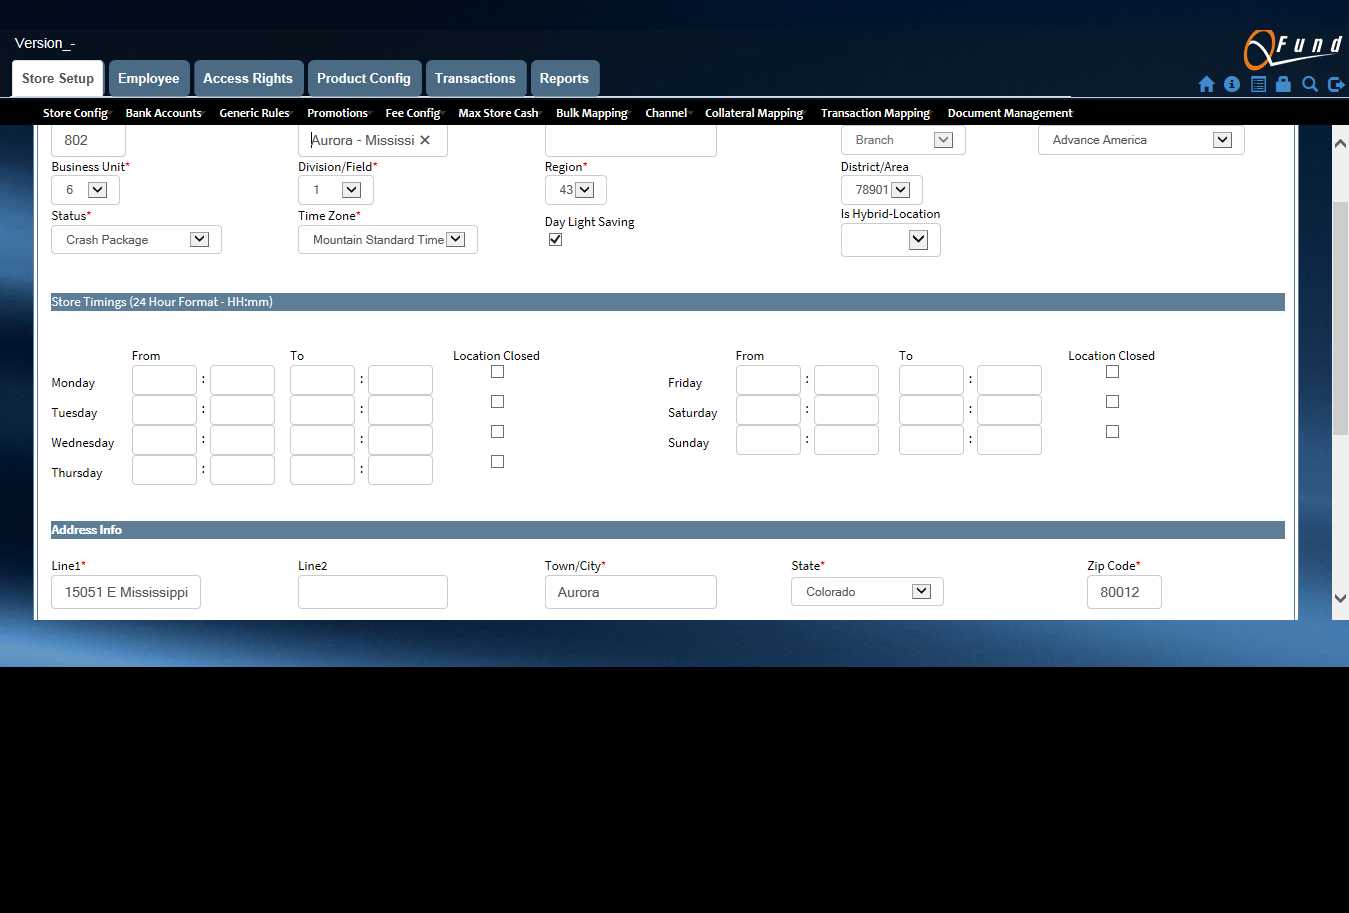 Version_-
QFund
Store Setup Employee Access Rights Product Config Transactions Reports
Store Config Bank Accounts Generic Rules Promotions Fee Config Max Store Cash Bulk Mapping Channel Collateral Mapping Transaction Mapping Document Management
802 Aurora - Mississi Branch Advance America
Business Unit* Division/Field* Region* District/Area
6 1 43 78901
Status* Time Zone* Day Light Saving Is Hybrid-Location
Crash Package Mountain Standard Time
Store Timings (24 Hour Format - HH:mm)
From To Location Closed From To Location Closed
Monday : : Friday : :
Tuesday : : Saturday : :
Wednesday : : Sunday : :
Thursday : :
Address Info
Line1* Line2 Town/City* State* Zip Code*
15051 E Mississippi Aurora Colorado 80012